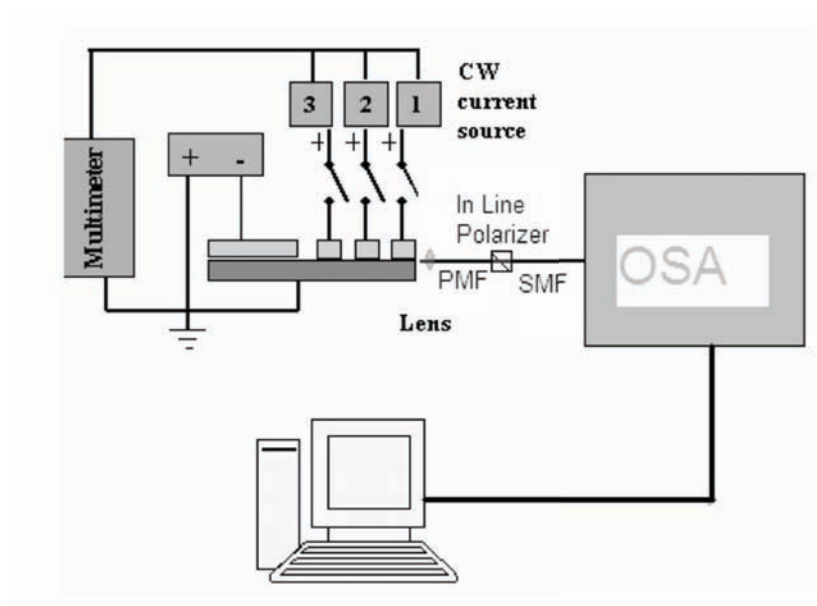 3 2 1
CW
current
source
+ + +
+ -
Multimeter
In Line
Polarizer
OSA
PMF
SMF
Lens